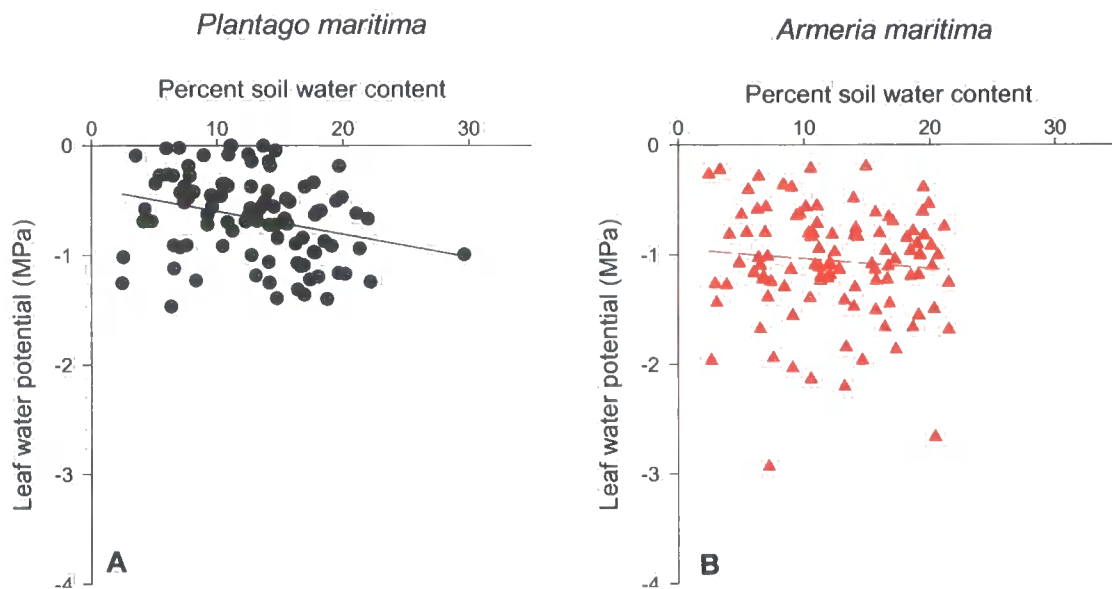 Plantago maritima
Percent soil water content
0 10 20 30
0
-1
-2
-3
-4
Leaf water potential (MPa)
A
Armeria maritima
Percent soil water content
0 10 20 30
0
-1
-2
-3
-4
Leaf water potential (MPa)
B